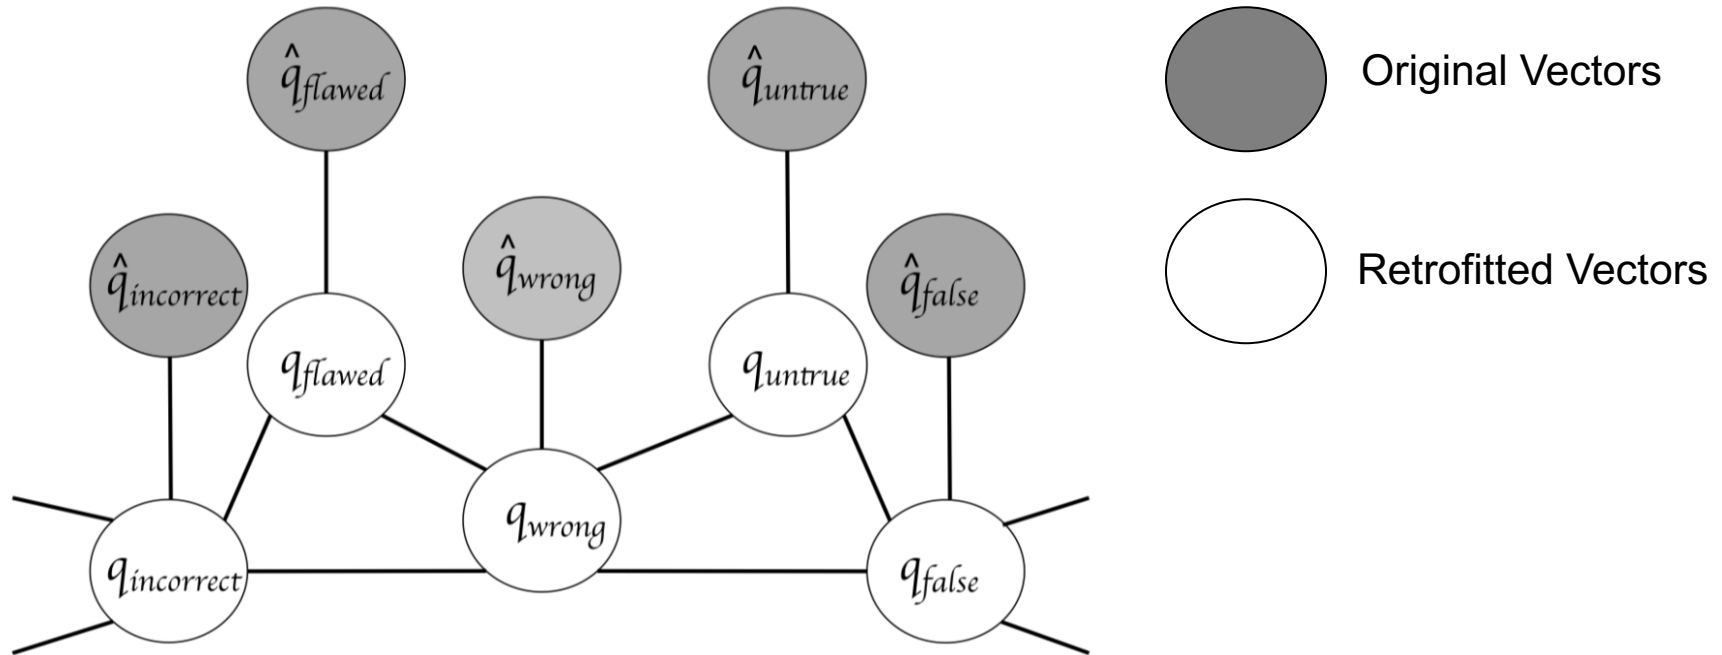 q̂flawed
q̂untrue
Original Vectors
q̂incorrect
q̂wrong
q̂false
Retrofitted Vectors
qflawed
quntrue
qwrong
qincorrect
qfalse